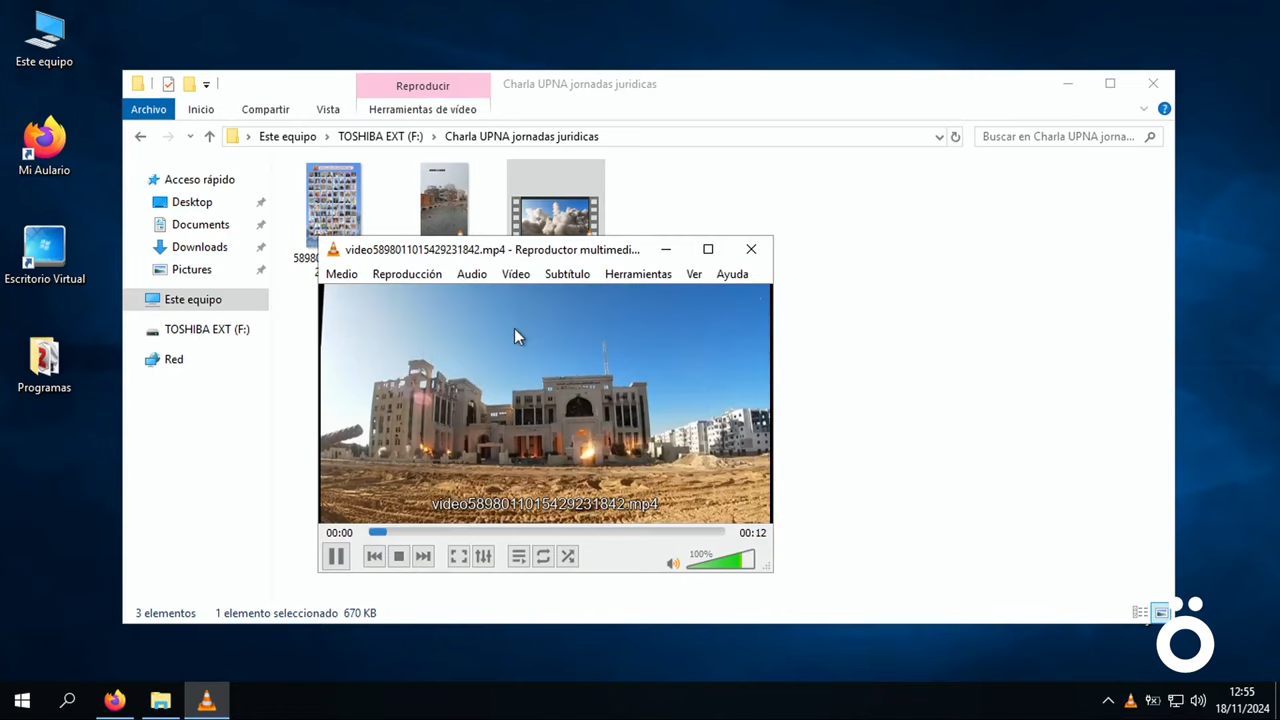 Este equipo
Mi Aulario
Escritorio Virtual
Programas
Reproducir
Charla UPNA jornadas juridicas
Archivo
Inicio
Compartir
Vista
Herramientas de vídeo
Este equipo > TOSHIBA EXT (F:) > Charla UPNA jornadas juridicas
Buscar en Charla UPNA jorna...
Acceso rápido
Desktop
Documents
Downloads
Pictures
Este equipo
TOSHIBA EXT (F:)
Red
video5898011015429231842.mp4 - Reproductor multimedi...
Medio Reproducción Audio Vídeo Subtítulo Herramientas Ver Ayuda
video5898011015429231842.mp4
00:00
00:12
100%
3 elementos
1 elemento seleccionado 670 KB
12:55
18/11/2024